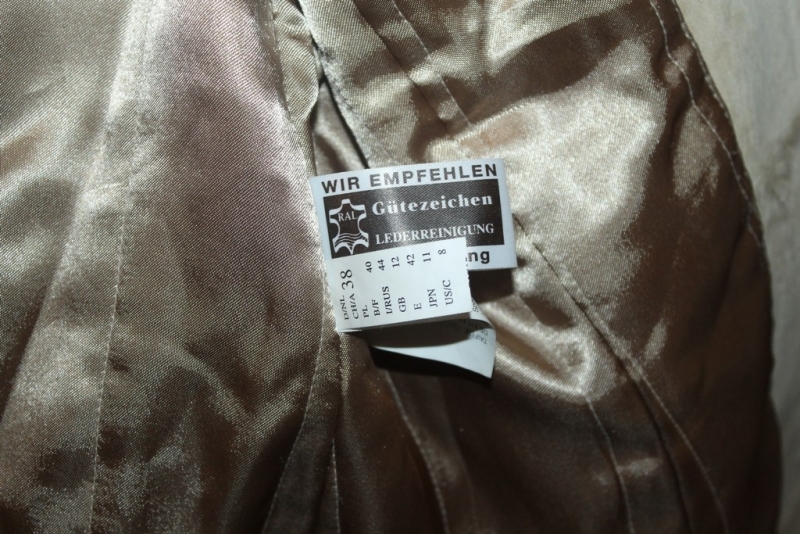 WIR EMPFEHLEN
RAL
Gütezeichen
LEDERREINIGUNG
ng
D/NL
CH/A 38
PL 40
B/F 44
I/RUS 12
GB 42
E 11
JPN 8
US/C